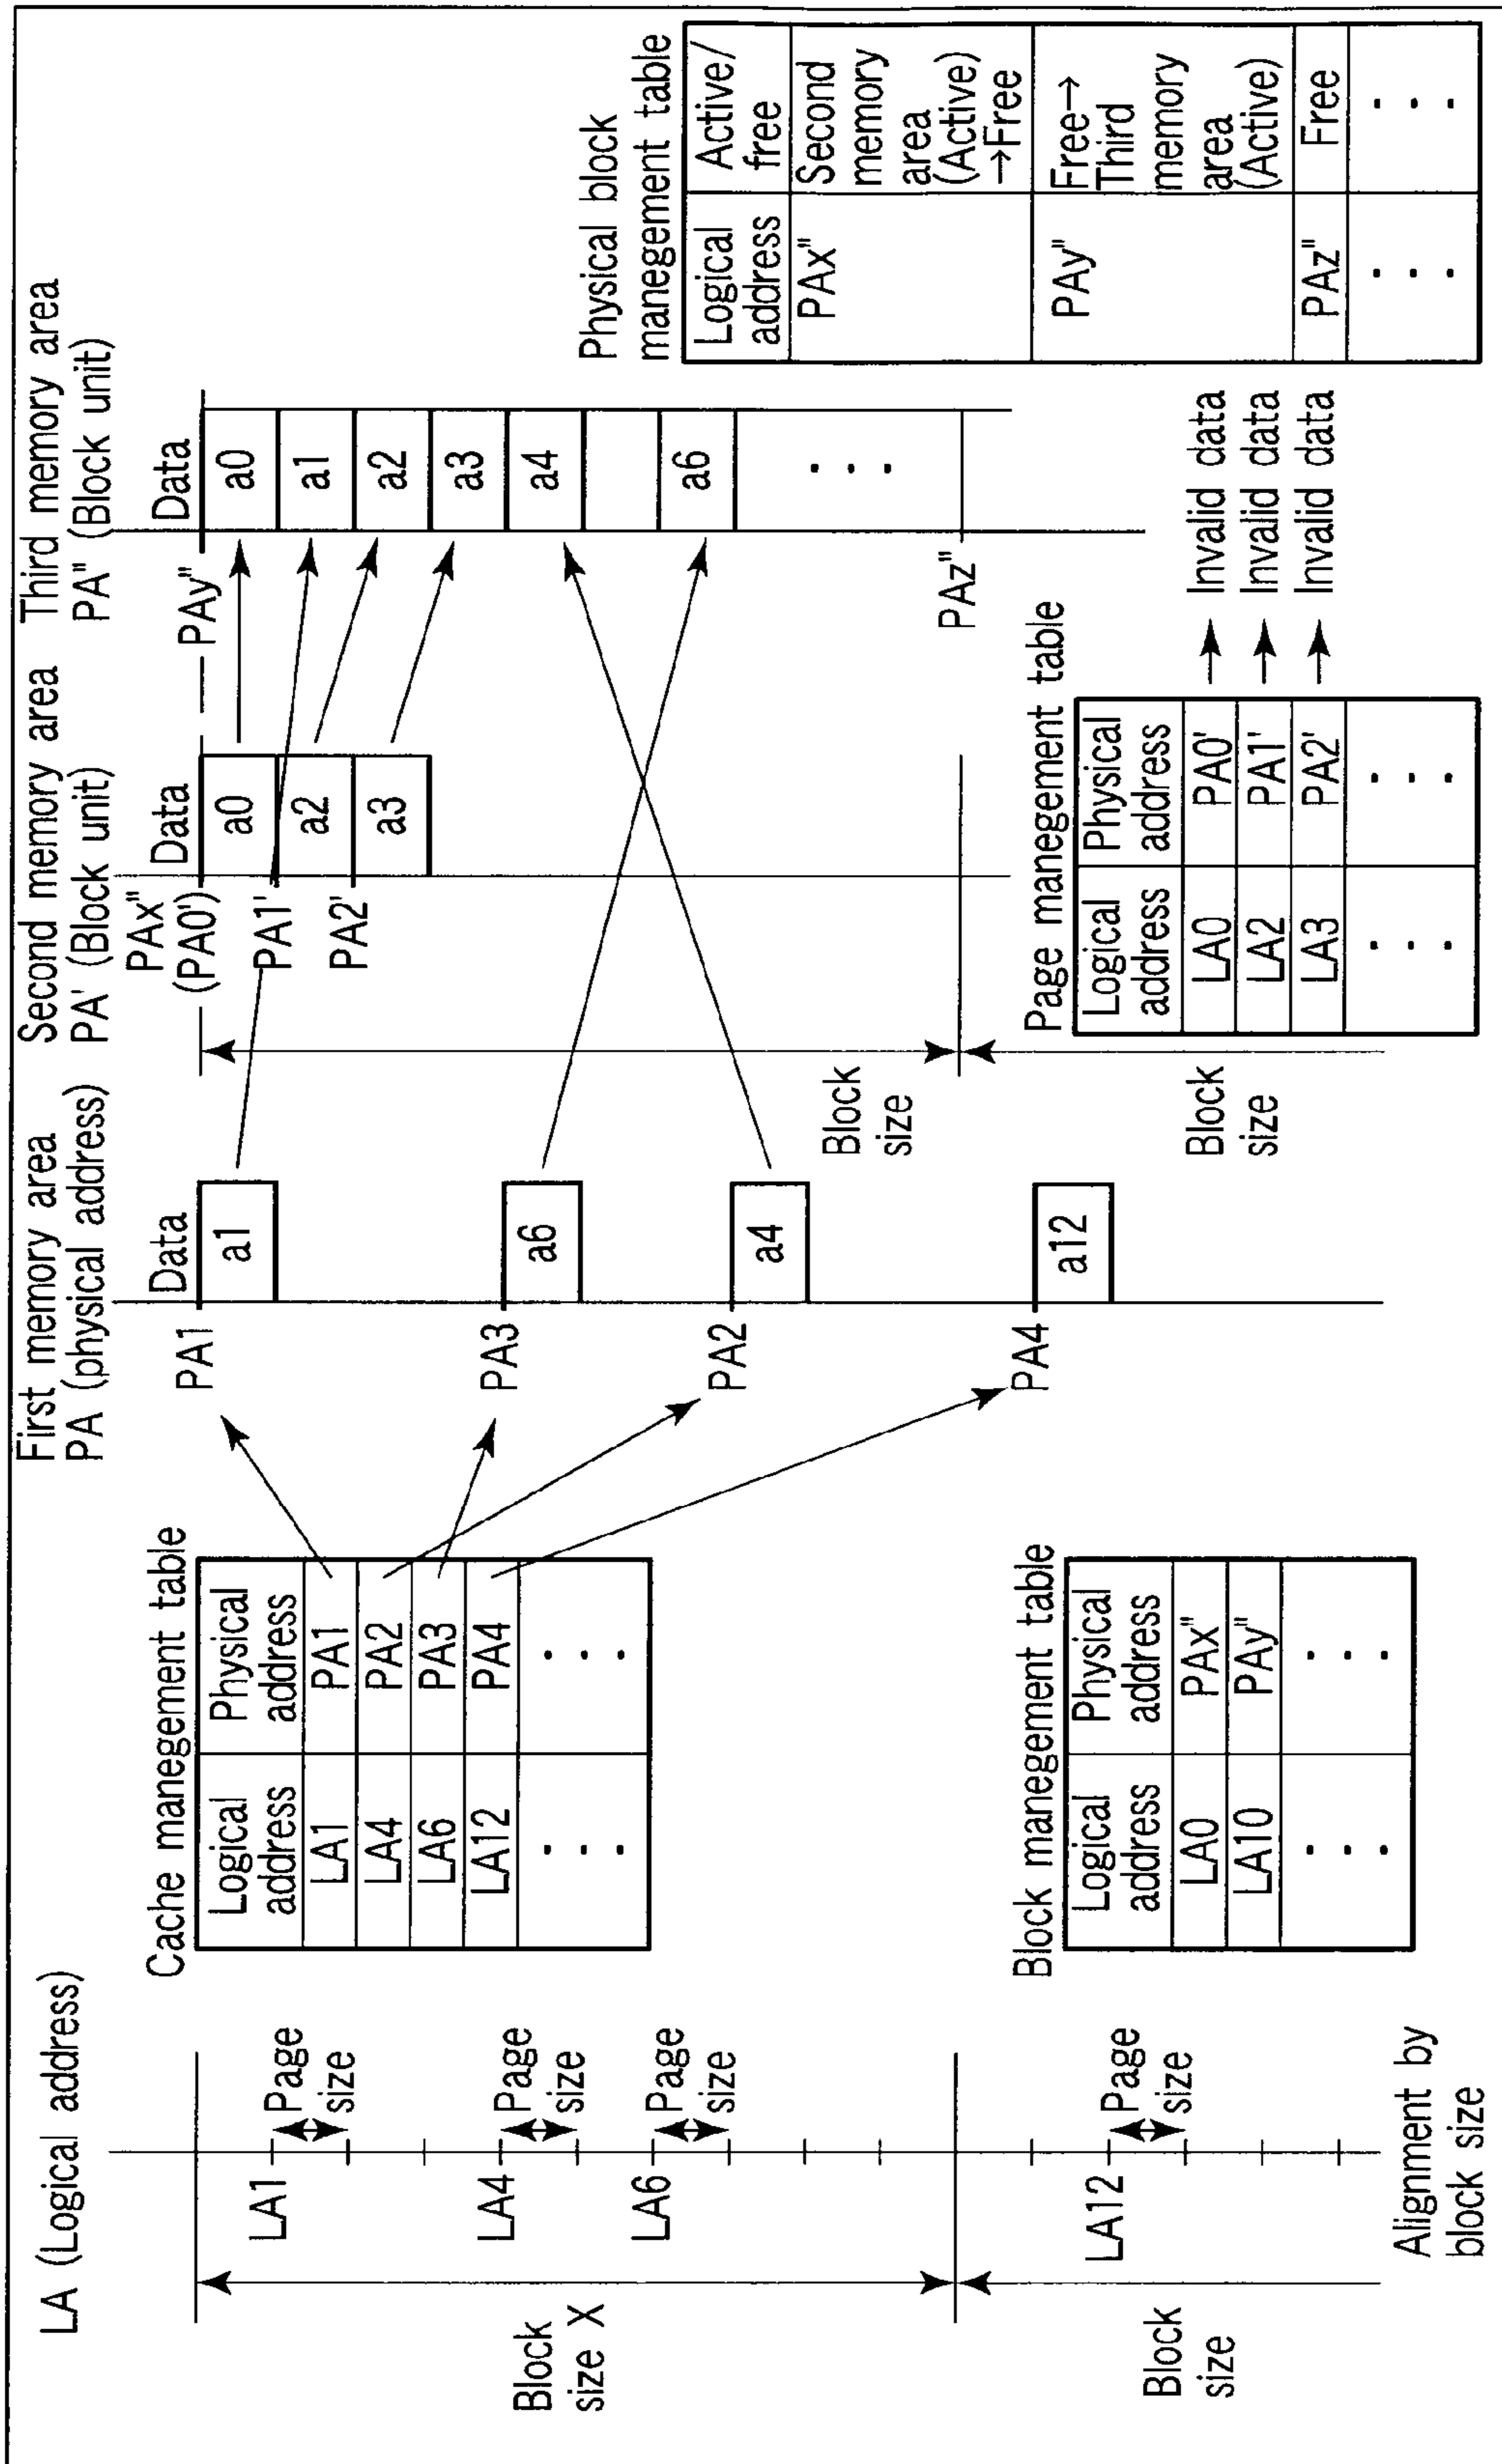 LA (Logical address)
LA1
Page
size
LA4
Page
size
LA6
Page
size
Block
size X
LA12
Page
size
Block
size
Alignment by
block size
Cache manegement table
Logical
address
Physical
address
LA1
PA1
LA4
PA2
LA6
PA3
LA12
PA4
. . .
. . .
Block manegement table
Logical
address
Physical
address
LA0
PAx"
LA10
PAy"
. . .
. . .
First memory area
PA (physical address)
Data
PA1
a1
PA3
a6
PA2
a4
PA4
a12
Second memory area
PA' (Block unit)
PAx"
(PA0')
Data
a0
PA1'
a2
PA2'
a3
Block
size
Block
size
Page manegement table
Logical
address
Physical
address
LA0
PA0'
Invalid data
LA2
PA1'
Invalid data
LA3
PA2'
Invalid data
. . .
. . .
Third memory area
PA" (Block unit)
Data
PAy"
a0
a1
a2
a3
a4
a6
. . .
PAz"
Physical block
manegement table
Logical
address
Active/
free
PAx"
Second
memory
area
(Active)
→Free
PAy"
Free→
Third
memory
area
(Active)
PAz"
Free
. . .
. . .